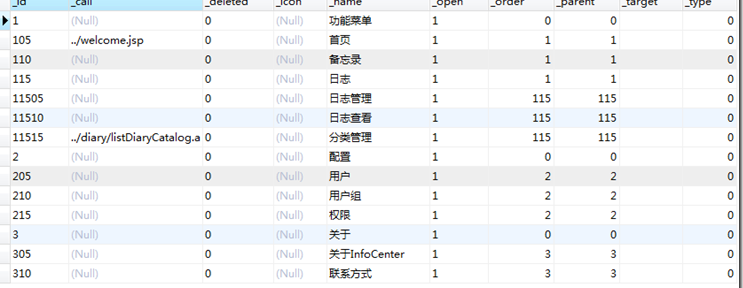 _id _call _deleted _icon _name _open _order _parent _target _type
1 (Null) 0 (Null) 功能菜单 1 0 0 0
105 ../welcome.jsp 0 (Null) 首页 1 1 1 0
110 (Null) 0 (Null) 备忘录 1 1 1 0
115 (Null) 0 (Null) 日志 1 1 1 0
11505 (Null) 0 (Null) 日志管理 1 115 115 0
11510 (Null) 0 (Null) 日志查看 1 115 115 0
11515 ../diary/listDiaryCatalog.a 0 (Null) 分类管理 1 115 115 0
2 (Null) 0 (Null) 配置 1 0 0 0
205 (Null) 0 (Null) 用户 1 2 2 0
210 (Null) 0 (Null) 用户组 1 2 2 0
215 (Null) 0 (Null) 权限 1 2 2 0
3 (Null) 0 (Null) 关于 1 0 0 0
305 (Null) 0 (Null) 关于InfoCenter 1 3 3 0
310 (Null) 0 (Null) 联系方式 1 3 3 0